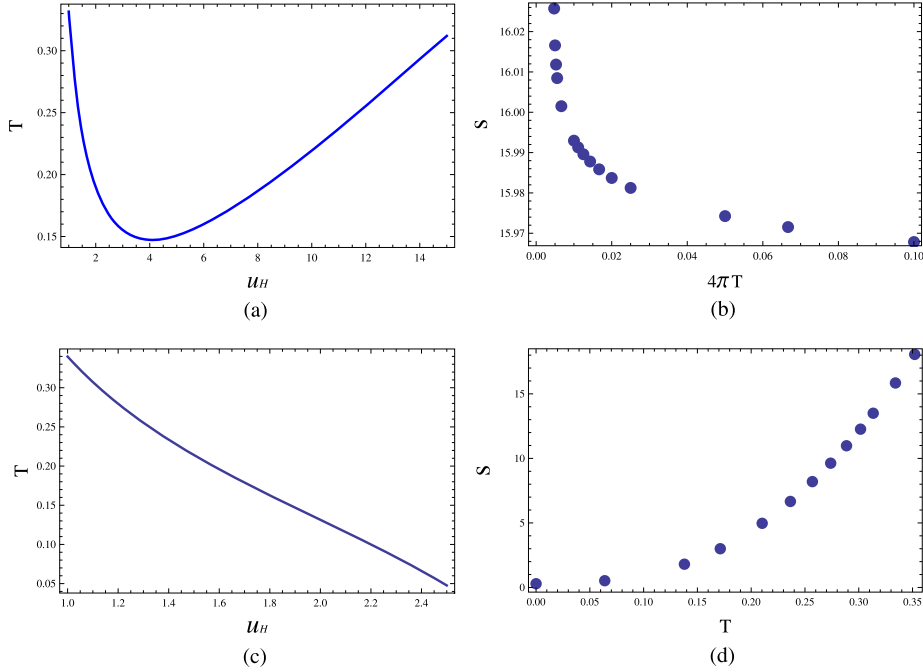 T
0.30
0.25
0.20
0.15
2 4 6 8 10 12 14
uH
(a)
S
16.02
16.01
16.00
15.99
15.98
15.97
0.00 0.02 0.04 0.06 0.08 0.10
4πT
(b)
T
0.30
0.25
0.20
0.15
0.10
0.05
1.0 1.2 1.4 1.6 1.8 2.0 2.2 2.4
uH
(c)
S
15
10
5
0
0.00 0.05 0.10 0.15 0.20 0.25 0.30 0.35
T
(d)